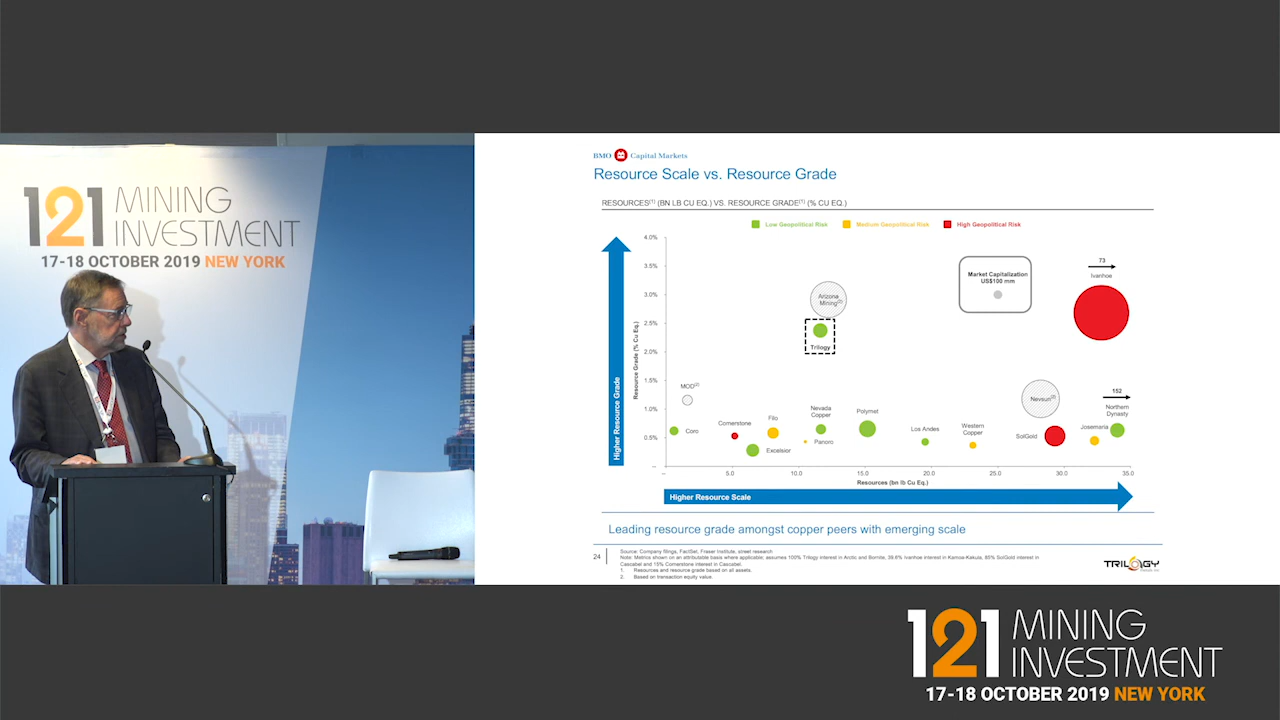 121 MINING
INVESTMENT
17-18 OCTOBER 2019 NEW YORK
BMO Capital Markets
Resource Scale vs. Resource Grade
RESOURCES(1) (BN LB CU EQ.) VS. RESOURCE GRADE(1) (% CU EQ.)
Low Geopolitical Risk
Medium Geopolitical Risk
High Geopolitical Risk
4.0%
3.5%
3.0%
2.5%
2.0%
1.5%
1.0%
0.5%
–
Higher Resource Grade
Resource Grade (% Cu Eq.)
Market Capitalization
US$100 mm
73
Ivanhoe
Arizona
Mining(2)
Trilogy
MOD(2)
Nevsun(2)
152
Northern
Dynasty
Coro
Cornerstone
Filo
Excelsior
Nevada
Copper
Panoro
Polymet
Los Andes
Western
Copper
SolGold
Josemaria
–
5.0
10.0
15.0
20.0
25.0
30.0
35.0
Resources (bn lb Cu Eq.)
Higher Resource Scale
Leading resource grade amongst copper peers with emerging scale
24
Source: Company filings, FactSet, Fraser Institute, street research
Note: Metrics shown on an attributable basis where applicable; assumes 100% Trilogy interest in Arctic and Bornite, 39.6% Ivanhoe interest in Kamoa-Kakula, 85% SolGold interest in
Cascabel and 15% Cornerstone interest in Cascabel.
1. Resources and resource grade based on all assets.
2. Based on transaction equity value.
TRILOGY
121 MINING
INVESTMENT
17-18 OCTOBER 2019 NEW YORK